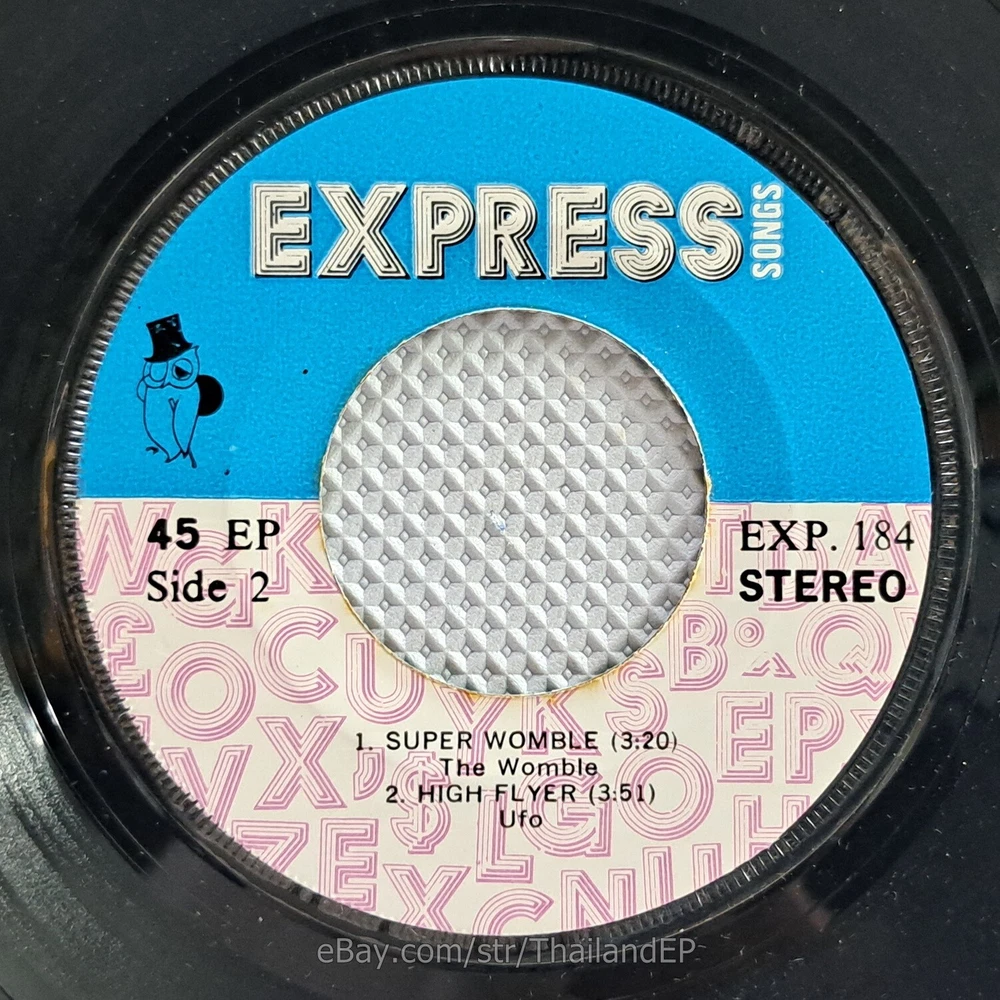 EXPRESS SONGS
45 EP
Side 2
EXP. 184
STEREO
1. SUPER WOMBLE (3:20)
The Womble
2. HIGH FLYER (3:51)
Ufo
eBay.com/str/ThailandEP